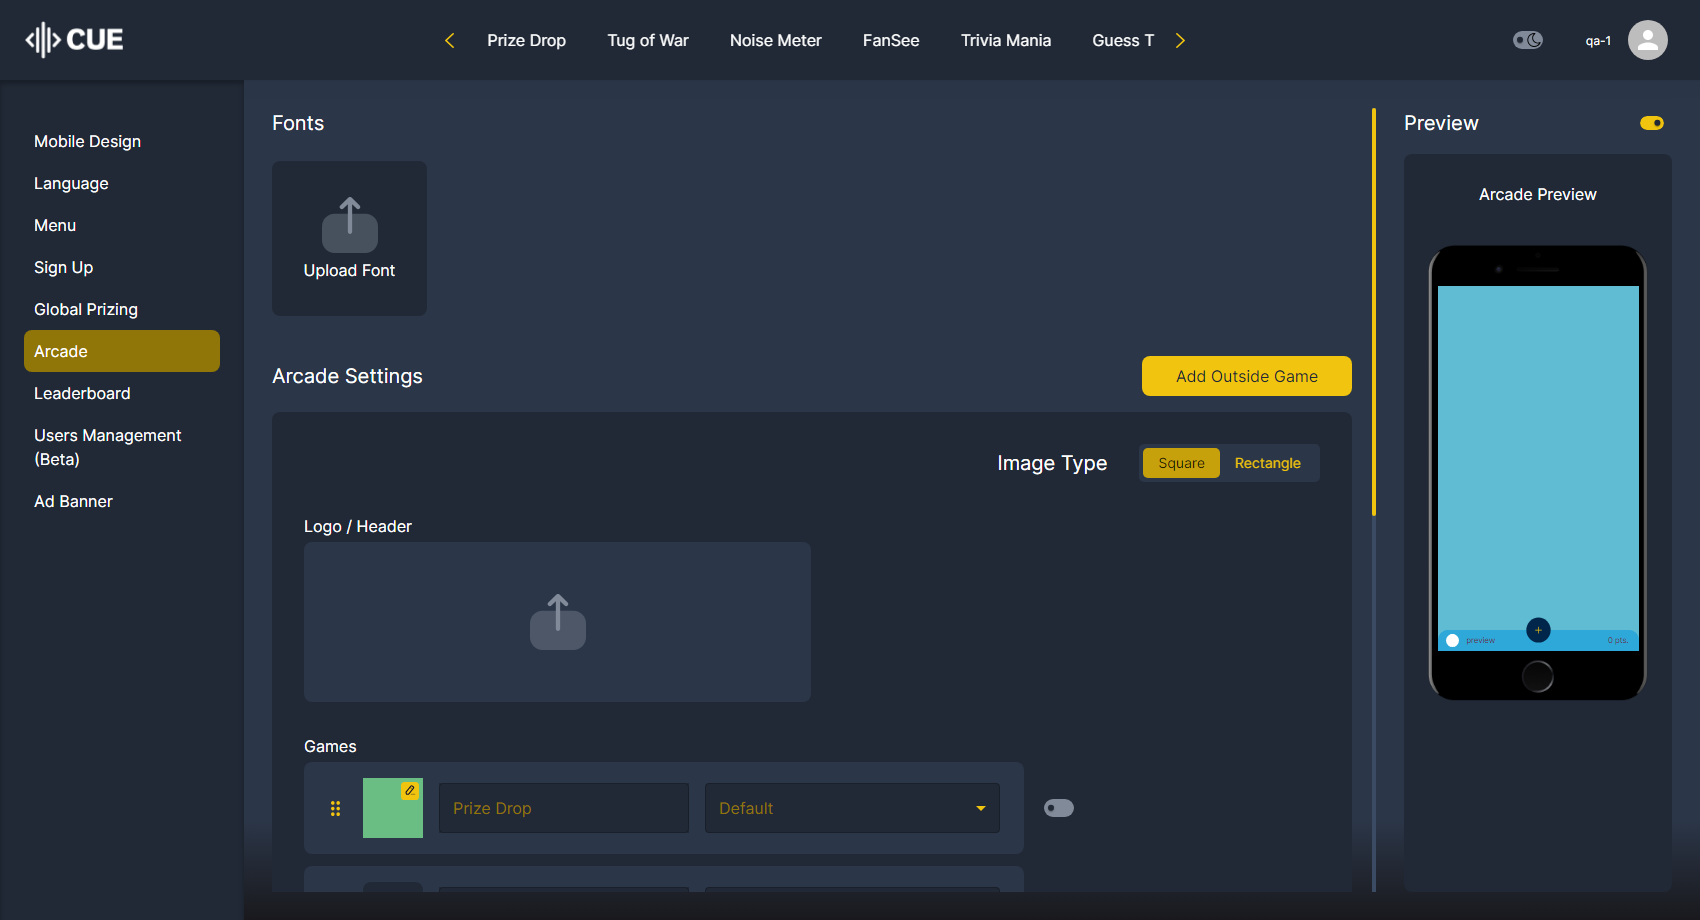 CUE
Prize Drop
Tug of War
Noise Meter
FanSee
Trivia Mania
Guess T
qa-1
Mobile Design
Language
Menu
Sign Up
Global Prizing
Arcade
Leaderboard
Users Management
(Beta)
Ad Banner
Fonts
Upload Font
Arcade Settings
Add Outside Game
Image Type
Square
Rectangle
Logo / Header
Games
Prize Drop
Default
Preview
Arcade Preview
preview
0 pts.